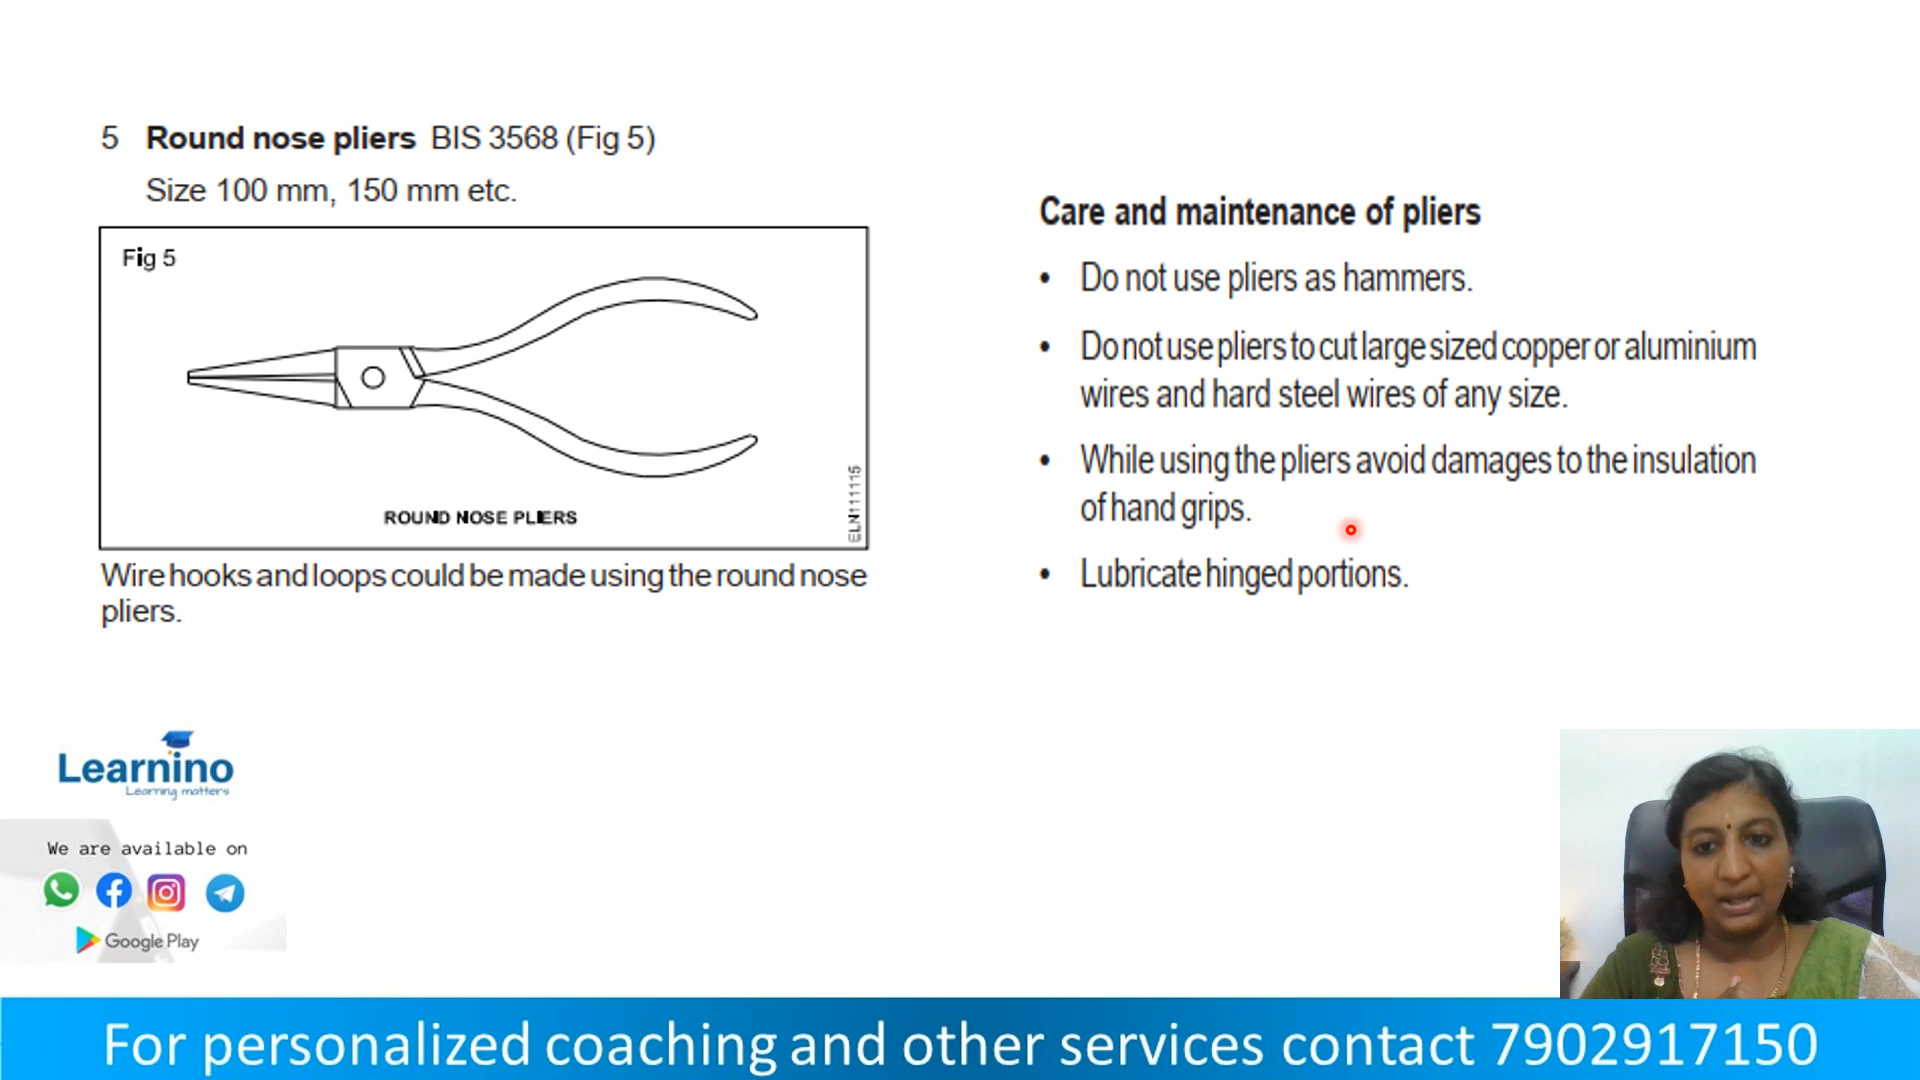 5 Round nose pliers BIS 3568 (Fig 5)
Size 100 mm, 150 mm etc.
Fig 5
ROUND NOSE PLIERS
ELN111115
Wire hooks and loops could be made using the round nose
pliers.
Care and maintenance of pliers
• Do not use pliers as hammers.
• Do not use pliers to cut large sized copper or aluminium
wires and hard steel wires of any size.
• While using the pliers avoid damages to the insulation
of hand grips.
• Lubricate hinged portions.
Learnino
Learning matters
We are available on
Google Play
For personalized coaching and other services contact 7902917150